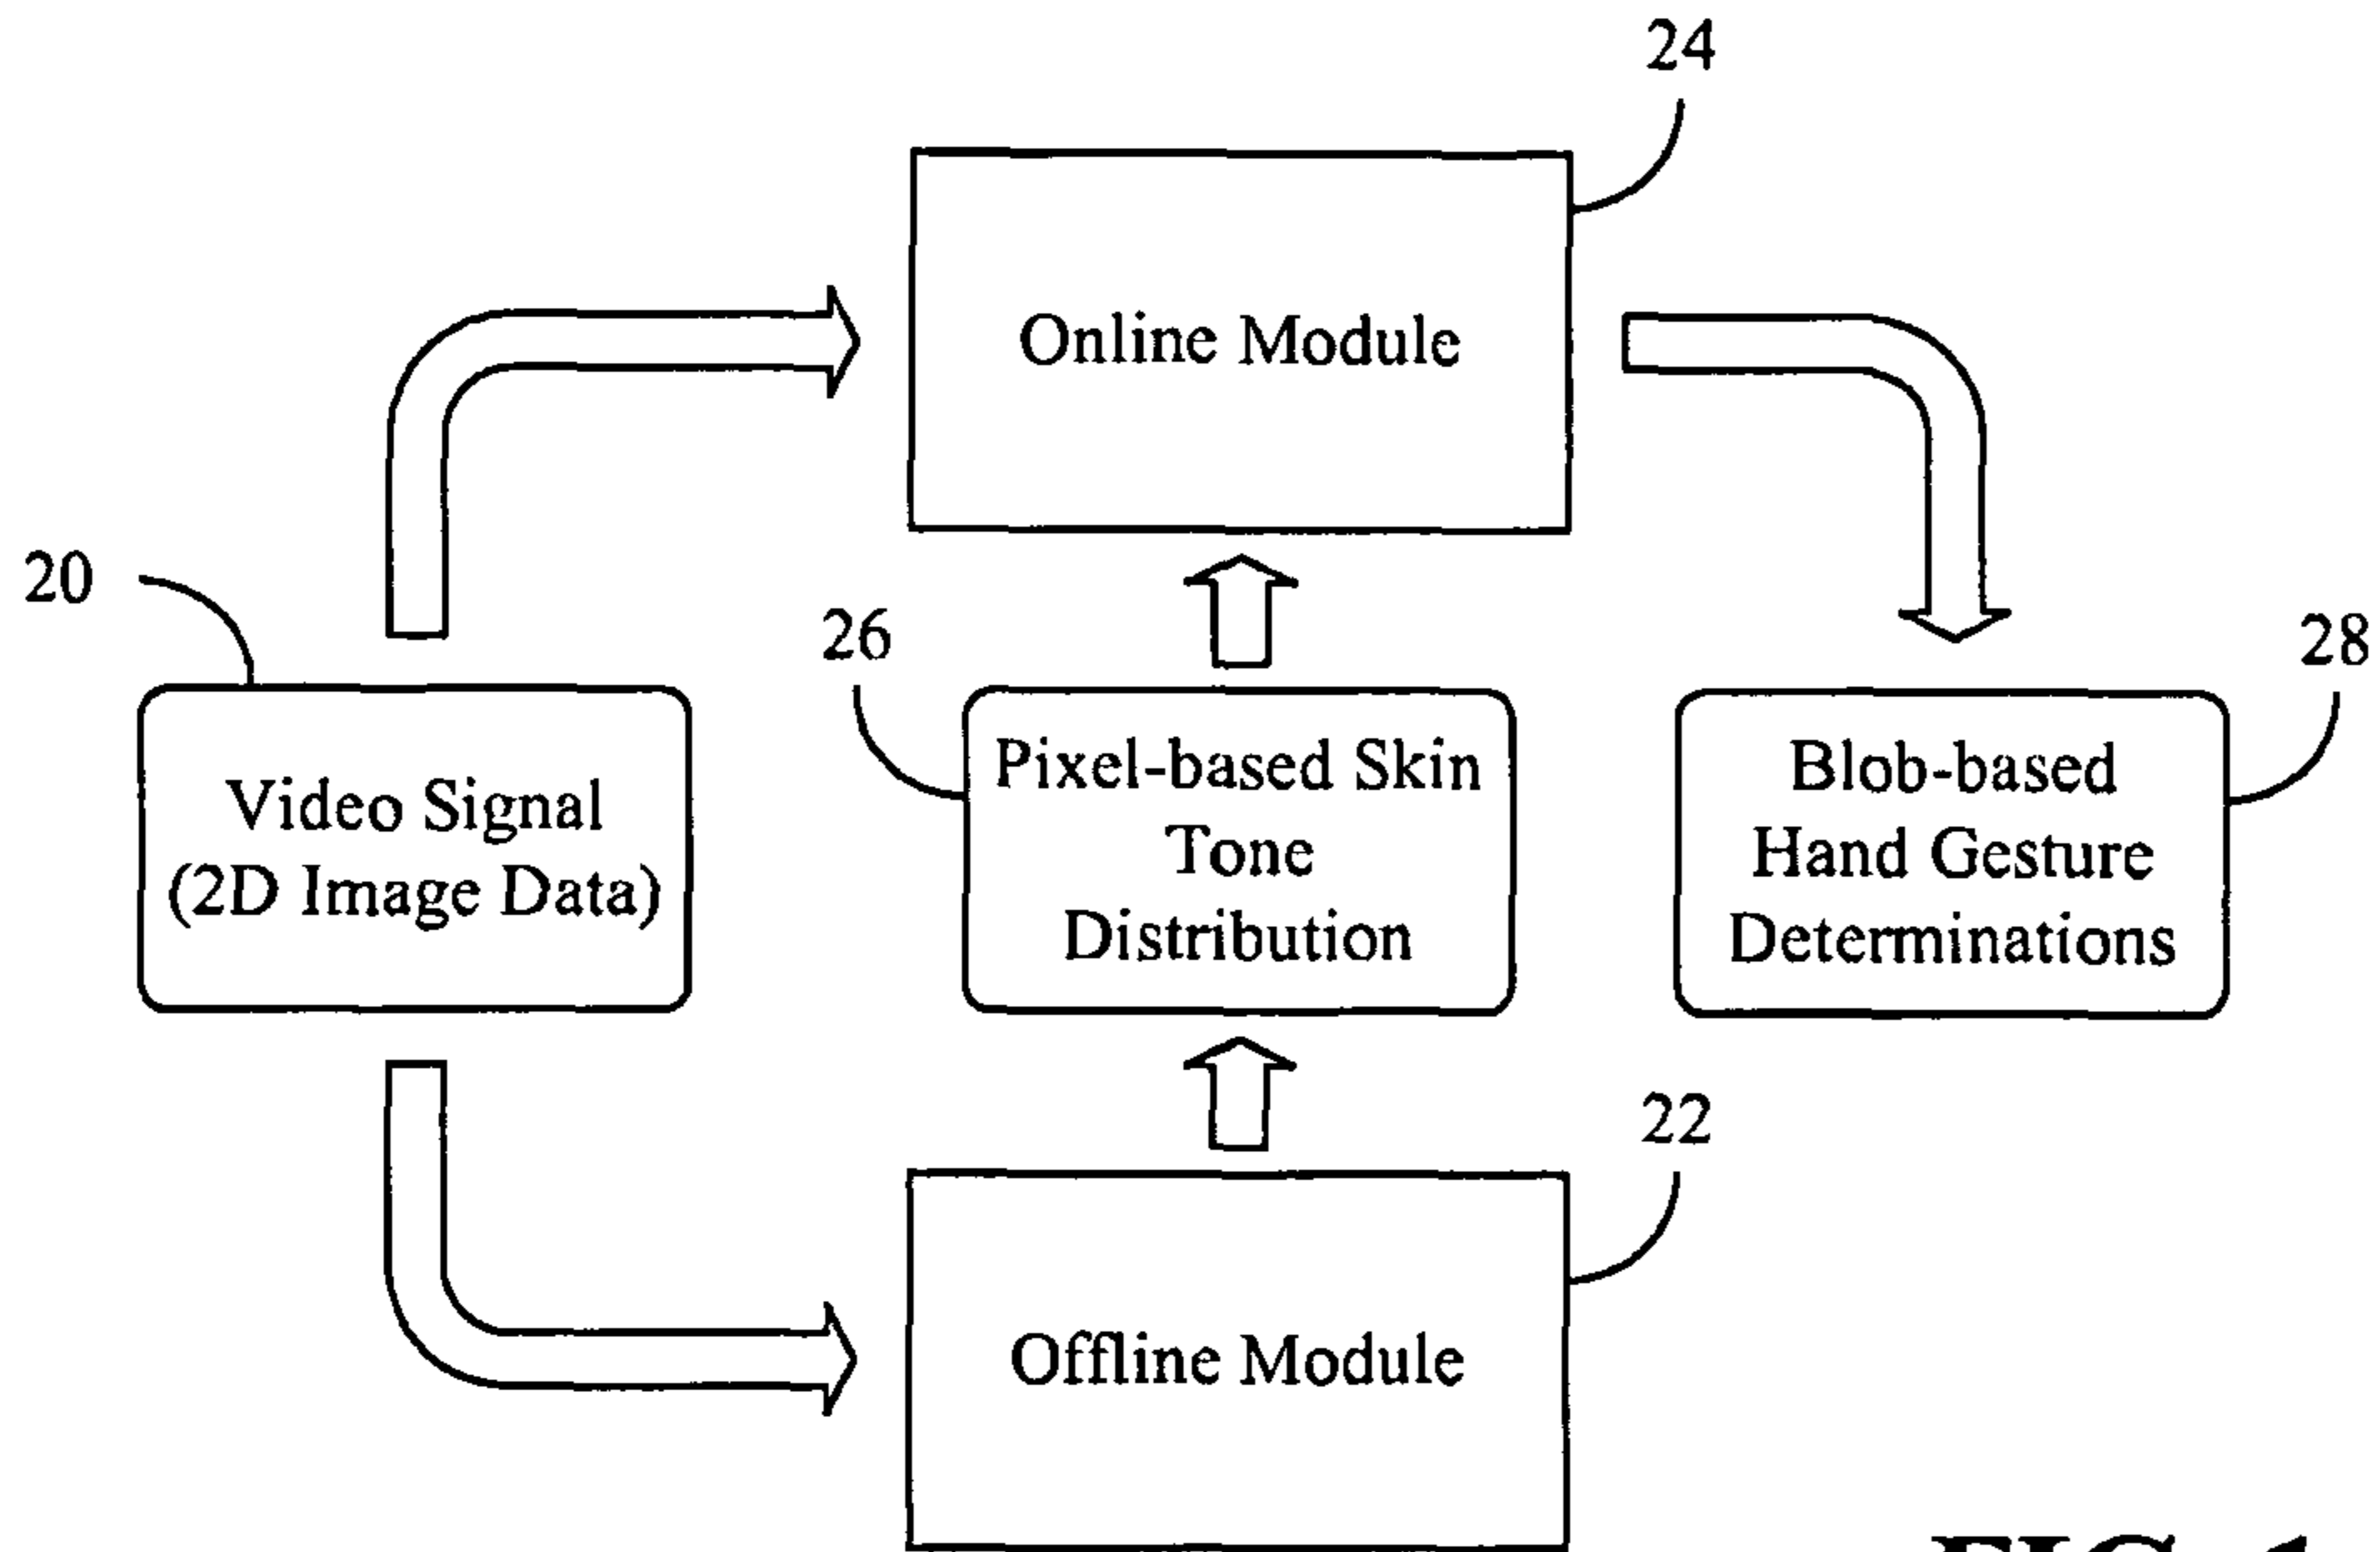 24
Online Module
20
26
28
Video Signal
(2D Image Data)
Pixel-based Skin
Tone
Distribution
Blob-based
Hand Gesture
Determinations
22
Offline Module